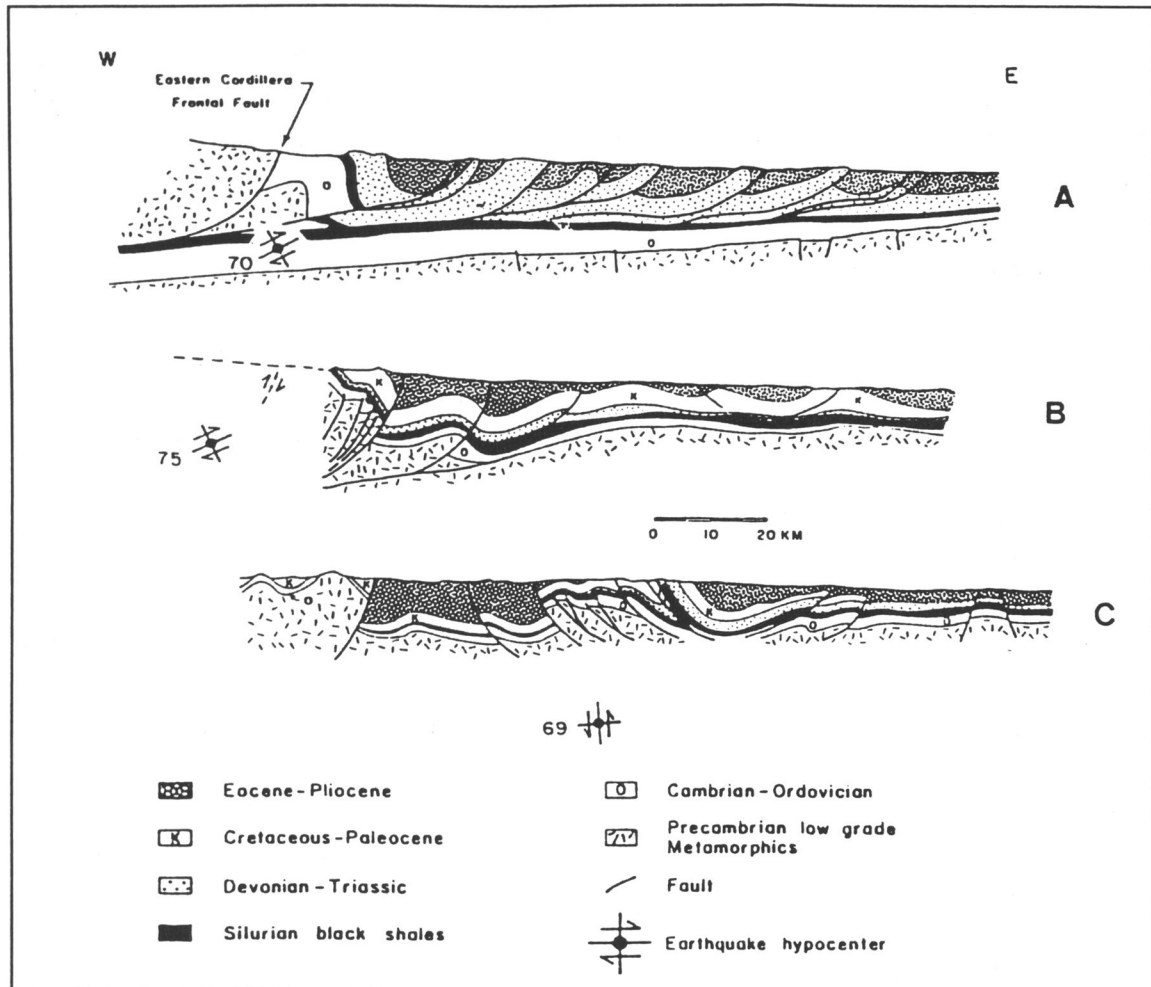 W
E
Eastern Cordillera
Frontal Fault
O
A
70
O
K
B
K
K
75
O
0 10 20 KM
K
K
O
K
O
K
C
O
O
69
Eocene-Pliocene
O Cambrian-Ordovician
K Cretaceous-Paleocene
Precambrian low grade
Metamorphics
Devonian-Triassic
Fault
Silurian black shales
Earthquake hypocenter